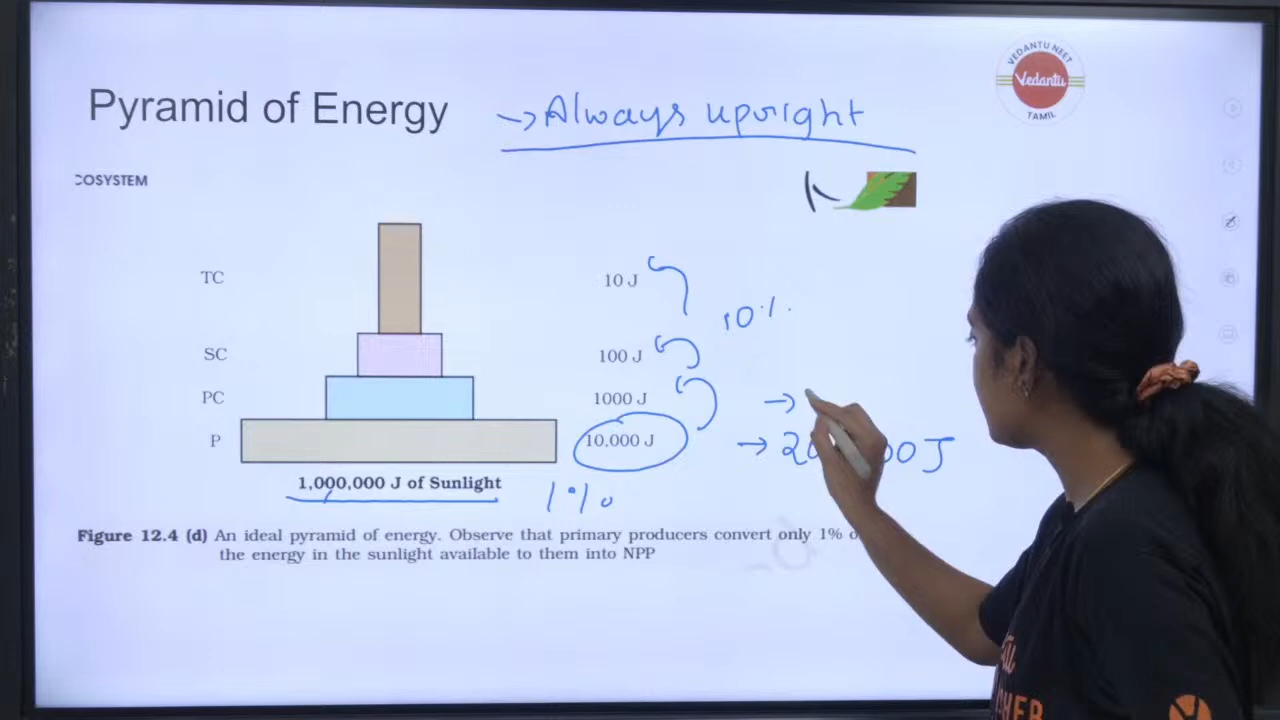 Pyramid of Energy → Always upright
VEDANTU NEET
Vedantu
TAMIL
COSYSTEM
TC 10 J
10%
SC 100 J
PC 1000 J →
P 10,000 J →
1,000,000 J of Sunlight 1%
Figure 12.4 (d) An ideal pyramid of energy. Observe that primary producers convert only 1%
the energy in the sunlight available to them into NPP